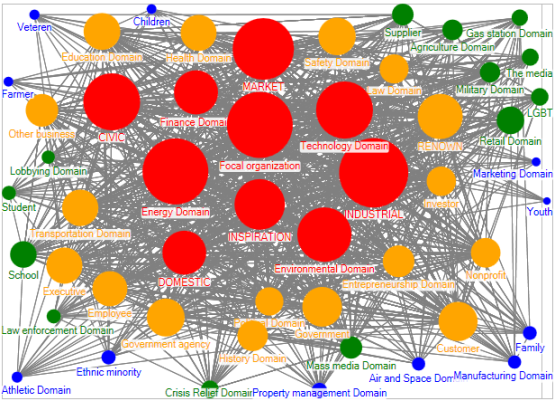 Veteren
Children
Supplier
Gas station Domain
Education Domain
Health Domain
MARKET
Safety Domain
Agriculture Domain
The media
Farmer
Law Domain
Military Domain
LGBT
Other business
CIVIC
Finance Domain
Focal organization
Technology Domain
RENOWN
Retail Domain
Lobbying Domain
Marketing Domain
Student
Energy Domain
INDUSTRIAL
Investor
Youth
Transportation Domain
INSPIRATION
School
Executive
DOMESTIC
Environmental Domain
Entrepreneurship Domain
Nonprofit
Employee
Law enforcement Domain
Government agency
Domain
Government
History Domain
Customer
Family
Ethnic minority
Mass media Domain
Athletic Domain
Crisis Relief Domain
Property management Domain
Air and Space Dom
Manufacturing Domain